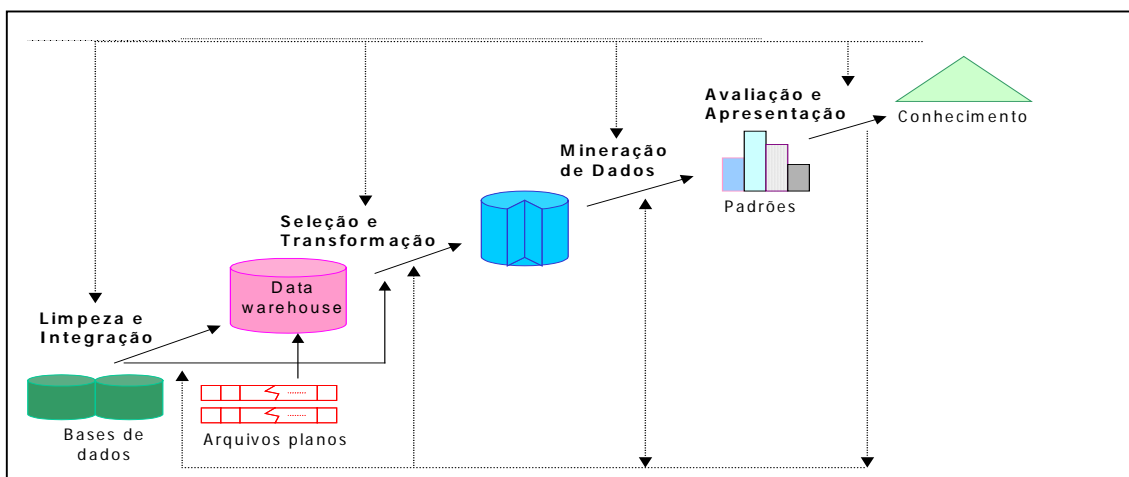 Avaliação e
Apresentação
Conhecimento
Mineração
de Dados
Padrões
Seleção e
Transformação
Data
warehouse
Limpeza e
Integração
Bases de
dados
Arquivos planos